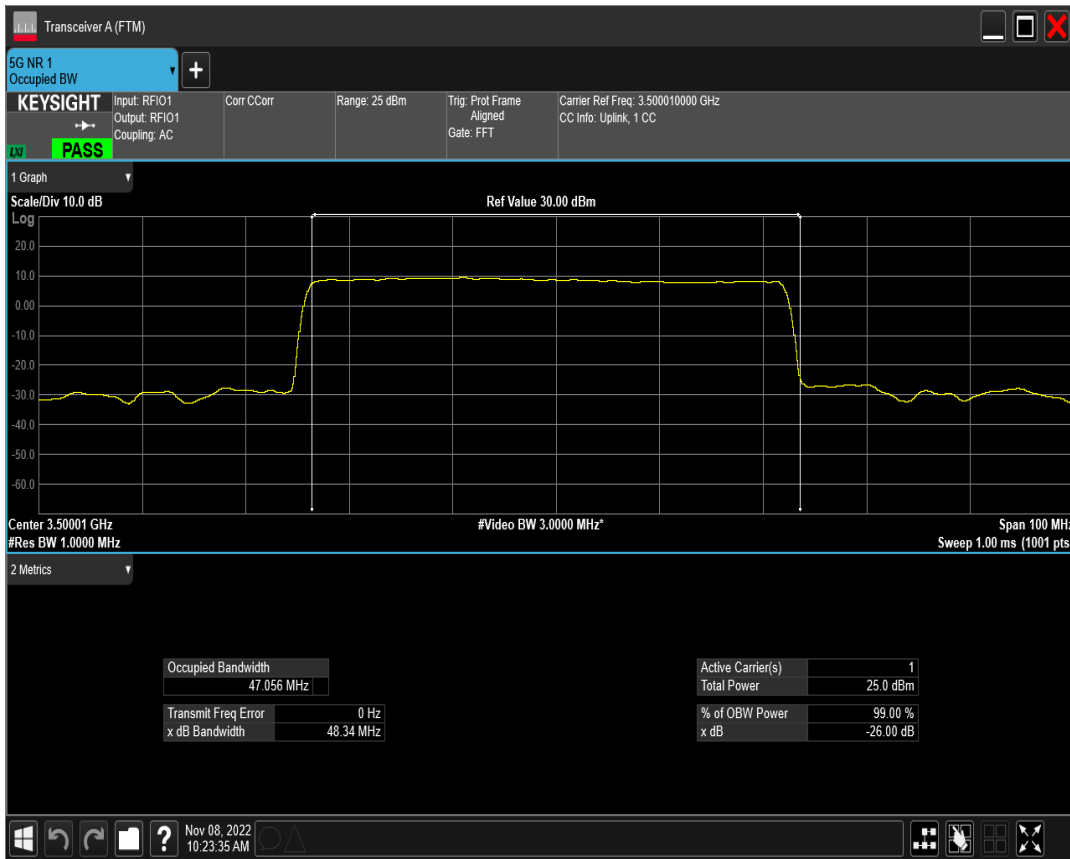 Transceiver A (FTM)
5G NR 1
Occupied BW
+
KEYSIGHT
LXI
PASS
Input: RFIO1
Output: RFIO1
Coupling: AC
Corr CCorr
Range: 25 dBm
Trig: Prot Frame
Aligned
Gate: FFT
Carrier Ref Freq: 3.500010000 GHz
CC Info: Uplink, 1 CC
1 Graph
Scale/Div 10.0 dB
Ref Value 30.00 dBm
Log
20.0
10.0
0.00
-10.0
-20.0
-30.0
-40.0
-50.0
-60.0
Center 3.50001 GHz
#Video BW 3.0000 MHz*
Span 100 MHz
#Res BW 1.0000 MHz
Sweep 1.00 ms (1001 pts
2 Metrics
Occupied Bandwidth
47.056 MHz
Transmit Freq Error 0 Hz
x dB Bandwidth 48.34 MHz
Active Carrier(s) 1
Total Power 25.0 dBm
% of OBW Power 99.00 %
x dB -26.00 dB
?
Nov 08, 2022
10:23:35 AM